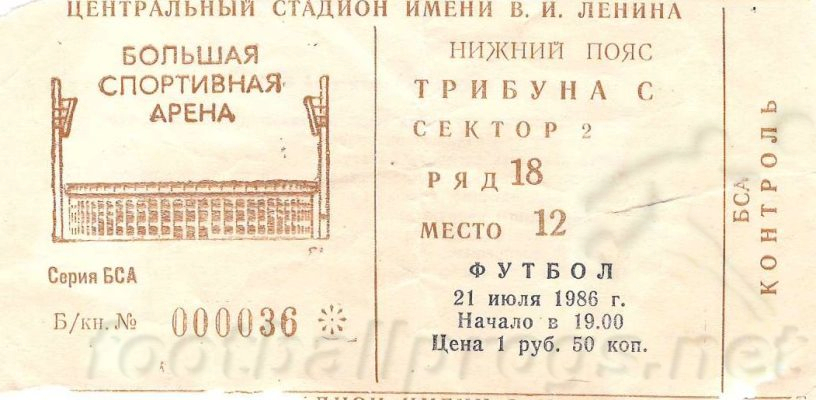 ЦЕНТРАЛЬНЫЙ СТАДИОН ИМЕНИ В. И. ЛЕНИНА
БОЛЬШАЯ
СПОРТИВНАЯ
АРЕНА
Серия БСА
Б/кн. № 000036
НИЖНИЙ ПОЯС
ТРИБУНА С
СЕКТОР 2
РЯД 18
МЕСТО 12
ФУТБОЛ
21 июля 1986 г.
Начало в 19.00
Цена 1 руб. 50 коп.
БСА
КОНТРОЛЬ
footballprogs.net